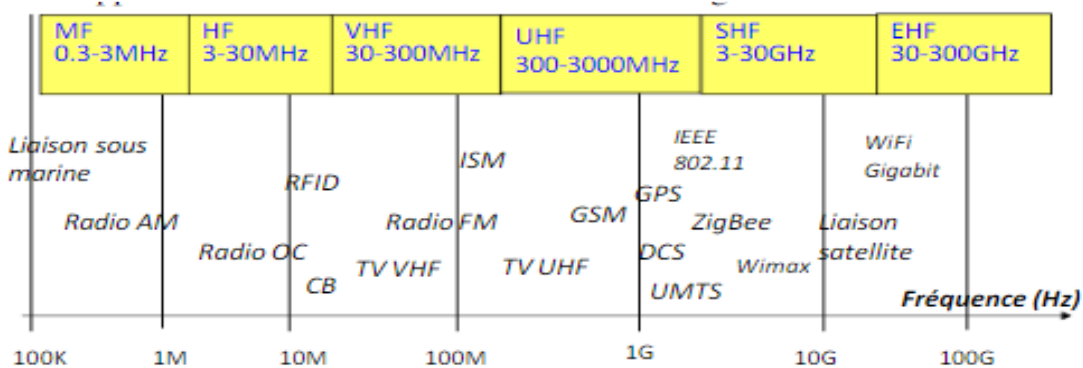 MF
0.3-3MHz
HF
3-30MHz
VHF
30-300MHz
UHF
300-3000MHz
SHF
3-30GHz
EHF
30-300GHz
Liaison sous
marine
Radio AM
Radio OC
RFID
CB
Radio FM
TV VHF
ISM
TV UHF
GSM
GPS
DCS
UMTS
IEEE
802.11
ZigBee
Wimax
Liaison
satellite
WiFi
Gigabit
Fréquence (Hz)
100K
1M
10M
100M
1G
10G
100G